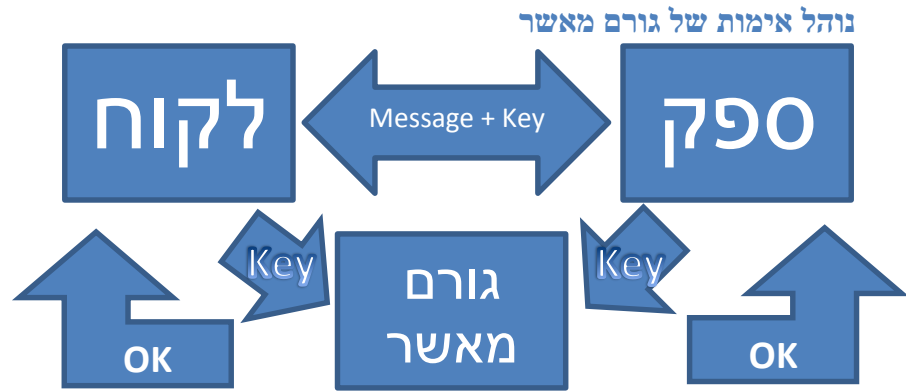 נוהל אימות של גורם מאשר
ספק
Message + Key
לקוח
Key
Key
גורם
מאשר
OK
OK